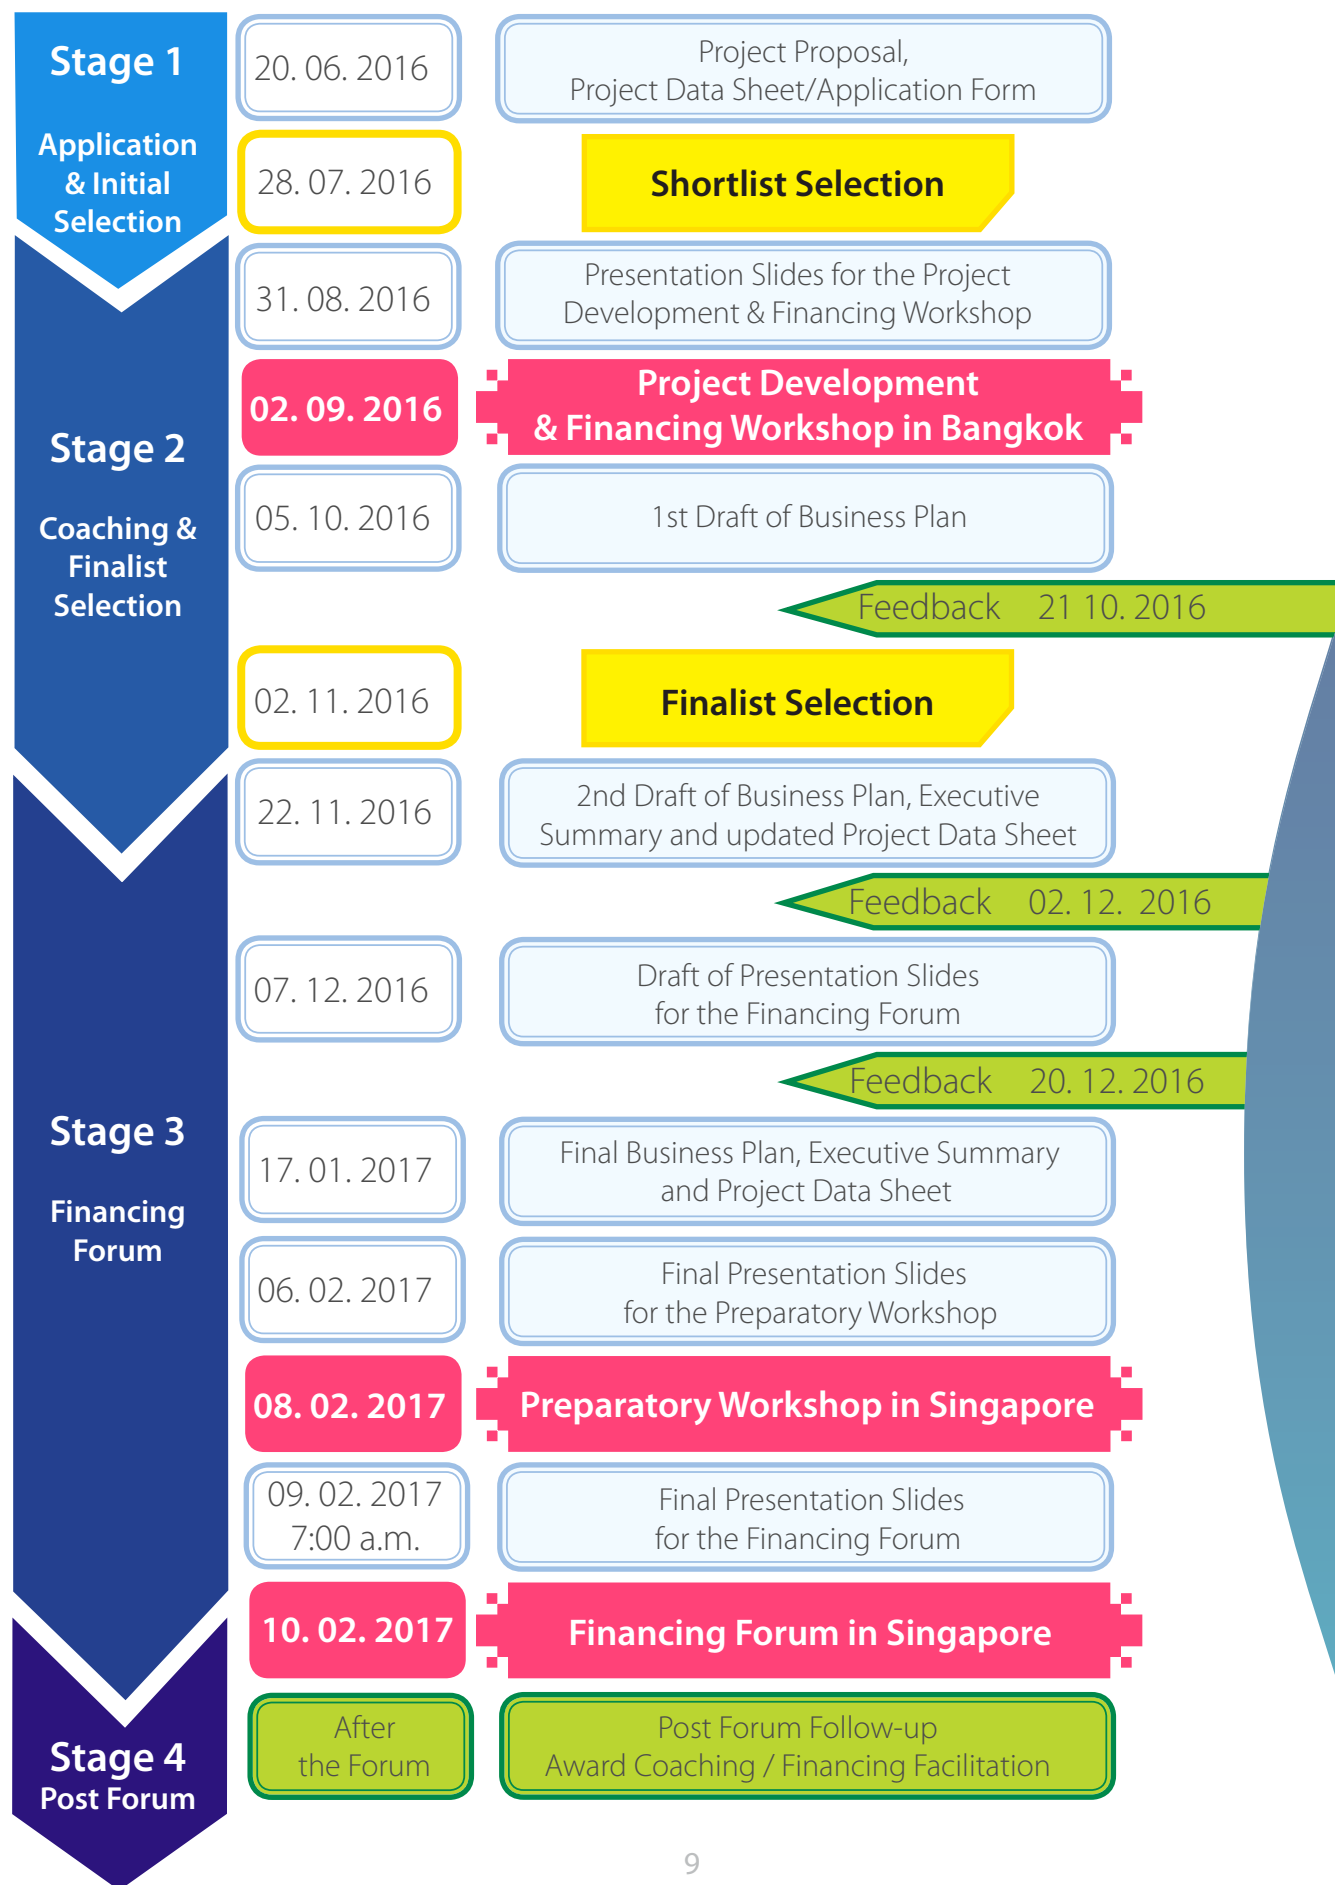 Stage 1
Application
& Initial
Selection
20. 06. 2016
Project Proposal,
Project Data Sheet/Application Form
28. 07. 2016
Shortlist Selection
31. 08. 2016
Presentation Slides for the Project
Development & Financing Workshop
Stage 2
Coaching &
Finalist
Selection
02. 09. 2016
Project Development
& Financing Workshop in Bangkok
05. 10. 2016
1st Draft of Business Plan
Feedback 21 10. 2016
02. 11. 2016
Finalist Selection
22. 11. 2016
2nd Draft of Business Plan, Executive
Summary and updated Project Data Sheet
Feedback 02. 12. 2016
07. 12. 2016
Draft of Presentation Slides
for the Financing Forum
Feedback 20. 12. 2016
Stage 3
Financing
Forum
17. 01. 2017
Final Business Plan, Executive Summary
and Project Data Sheet
06. 02. 2017
Final Presentation Slides
for the Preparatory Workshop
08. 02. 2017
Preparatory Workshop in Singapore
09. 02. 2017
7:00 a.m.
Final Presentation Slides
for the Financing Forum
10. 02. 2017
Financing Forum in Singapore
Stage 4
Post Forum
After
the Forum
Post Forum Follow-up
Award Coaching / Financing Facilitation
9